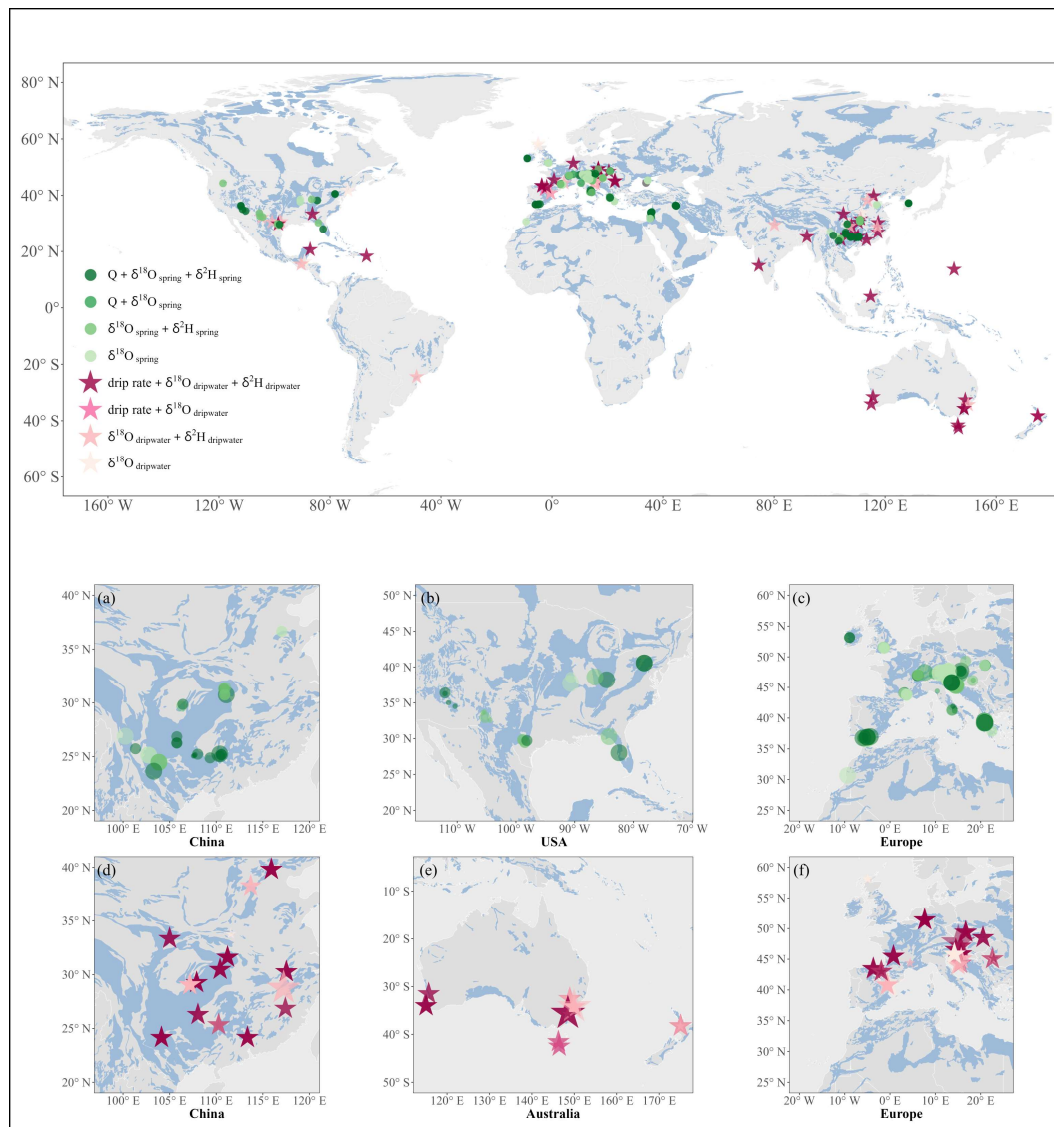 80° N
60° N
40° N
20° N
0°
20° S
40° S
60° S
Q + δ¹⁸O spring + δ²H spring
Q + δ¹⁸O spring
δ¹⁸O spring + δ²H spring
δ¹⁸O spring
drip rate + δ¹⁸O dripwater + δ²H dripwater
drip rate + δ¹⁸O dripwater
δ¹⁸O dripwater + δ²H dripwater
δ¹⁸O dripwater
160° W 120° W 80° W 40° W 0° E 40° E 80° E 120° E 160° E
(a)
40° N
35° N
30° N
25° N
20° N
100° E 105° E 110° E 115° E 120° E
China
(b)
50° N
40° N
30° N
20° N
110° W 100° W 90° W 80° W 70° W
USA
(c)
60° N
55° N
50° N
45° N
40° N
35° N
30° N
25° N
20° W 10° W 0° E 10° E 20° E
Europe
(d)
40° N
35° N
30° N
25° N
20° N
100° E 105° E 110° E 115° E 120° E
China
(e)
10° S
20° S
30° S
40° S
50° S
120° E 130° E 140° E 150° E 160° E 170° E
Australia
(f)
60° N
55° N
50° N
45° N
40° N
35° N
30° N
25° N
20° W 10° W 0° E 10° E 20° E
Europe